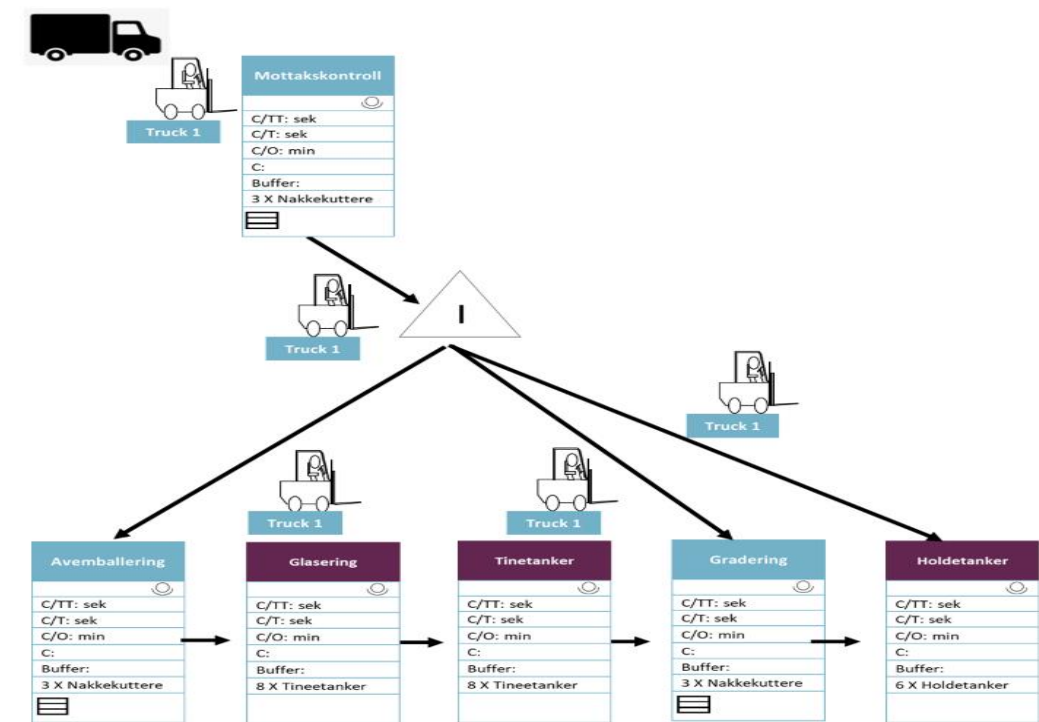 Mottakskontroll
C/TT: sek
C/T: sek
C/O: min
C:
Buffer:
3 X Nakkekuttere
Truck 1
I
Truck 1
Truck 1
Truck 1
Truck 1
Avemballering
C/TT: sek
C/T: sek
C/O: min
C:
Buffer:
3 X Nakkekuttere
Glasering
C/TT: sek
C/T: sek
C/O: min
C:
Buffer:
8 X Tineetanker
Tinetanker
C/TT: sek
C/T: sek
C/O: min
C:
Buffer:
8 X Tineetanker
Gradering
C/TT: sek
C/T: sek
C/O: min
C:
Buffer:
3 X Nakkekuttere
Holdetanker
C/TT: sek
C/T: sek
C/O: min
C:
Buffer:
6 X Holdetanker